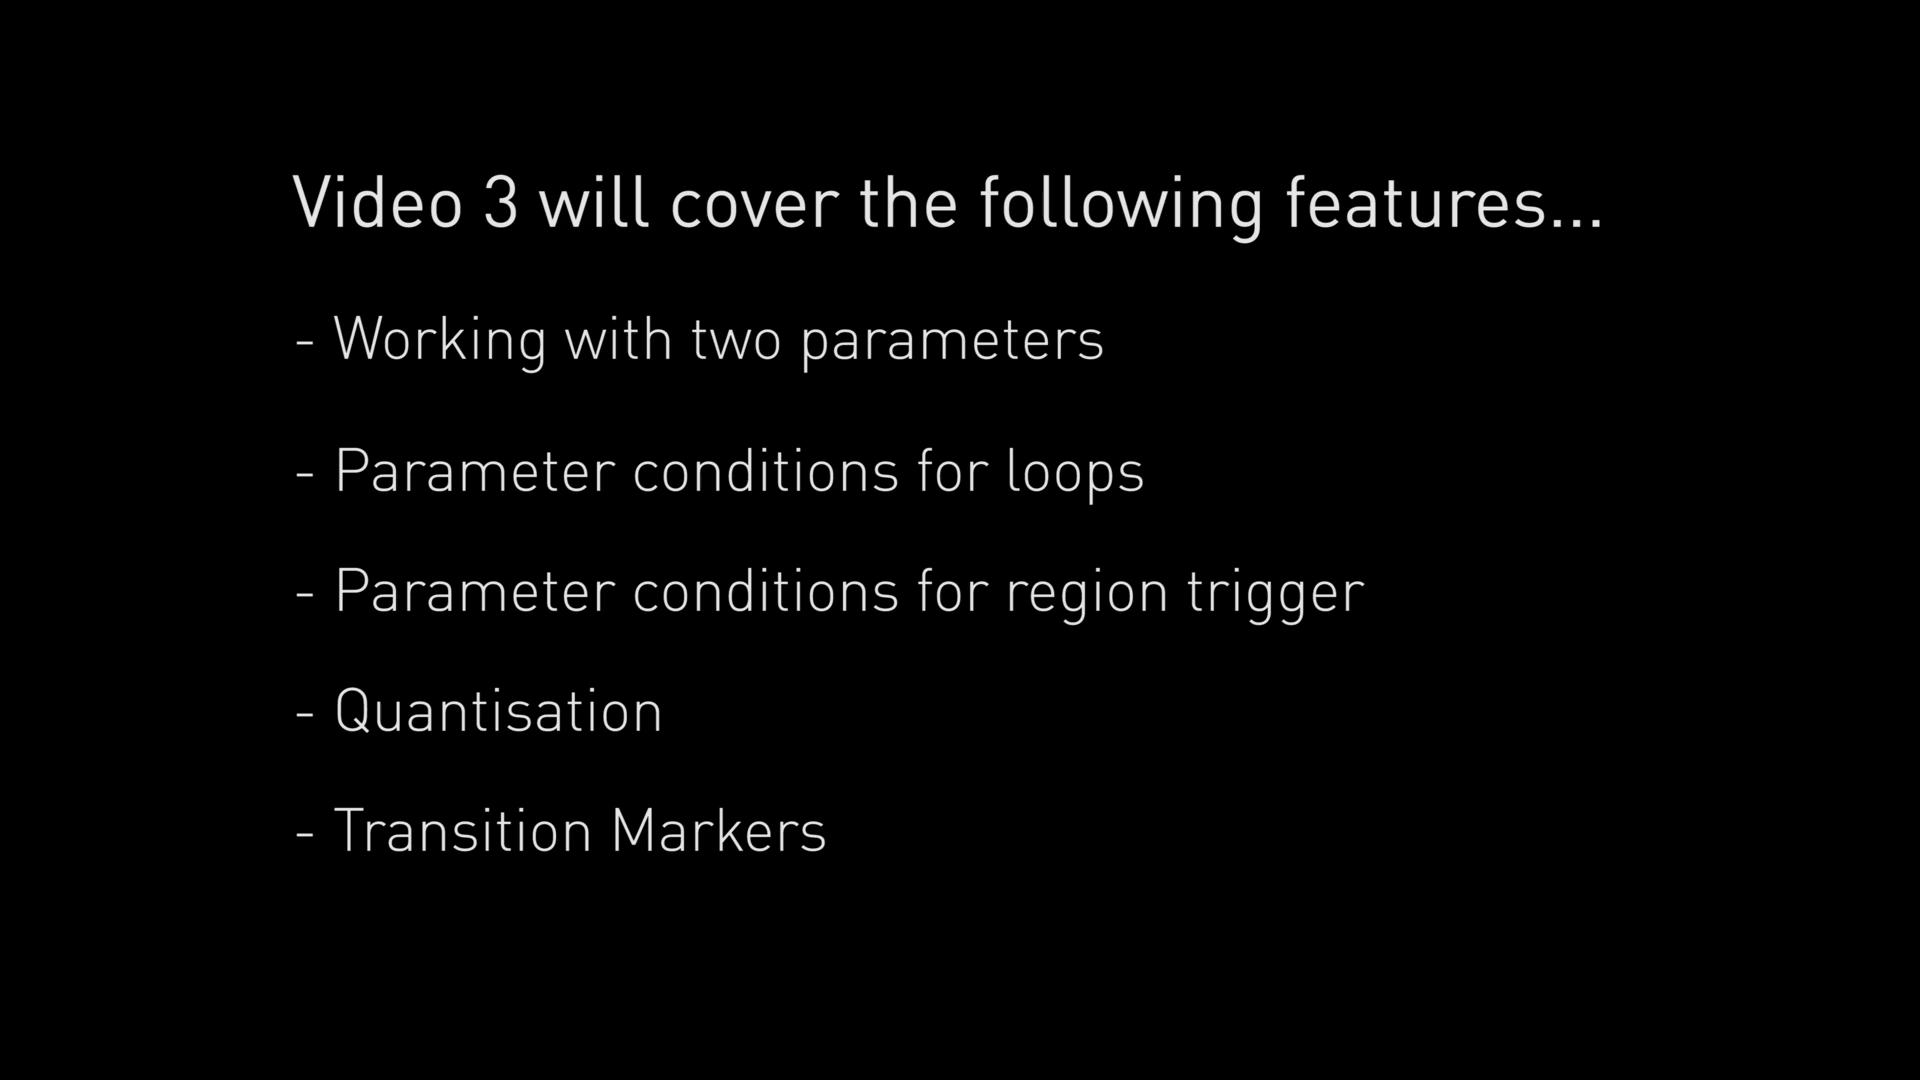 Video 3 will cover the following features...
- Working with two parameters
- Parameter conditions for loops
- Parameter conditions for region trigger
- Quantisation
- Transition Markers